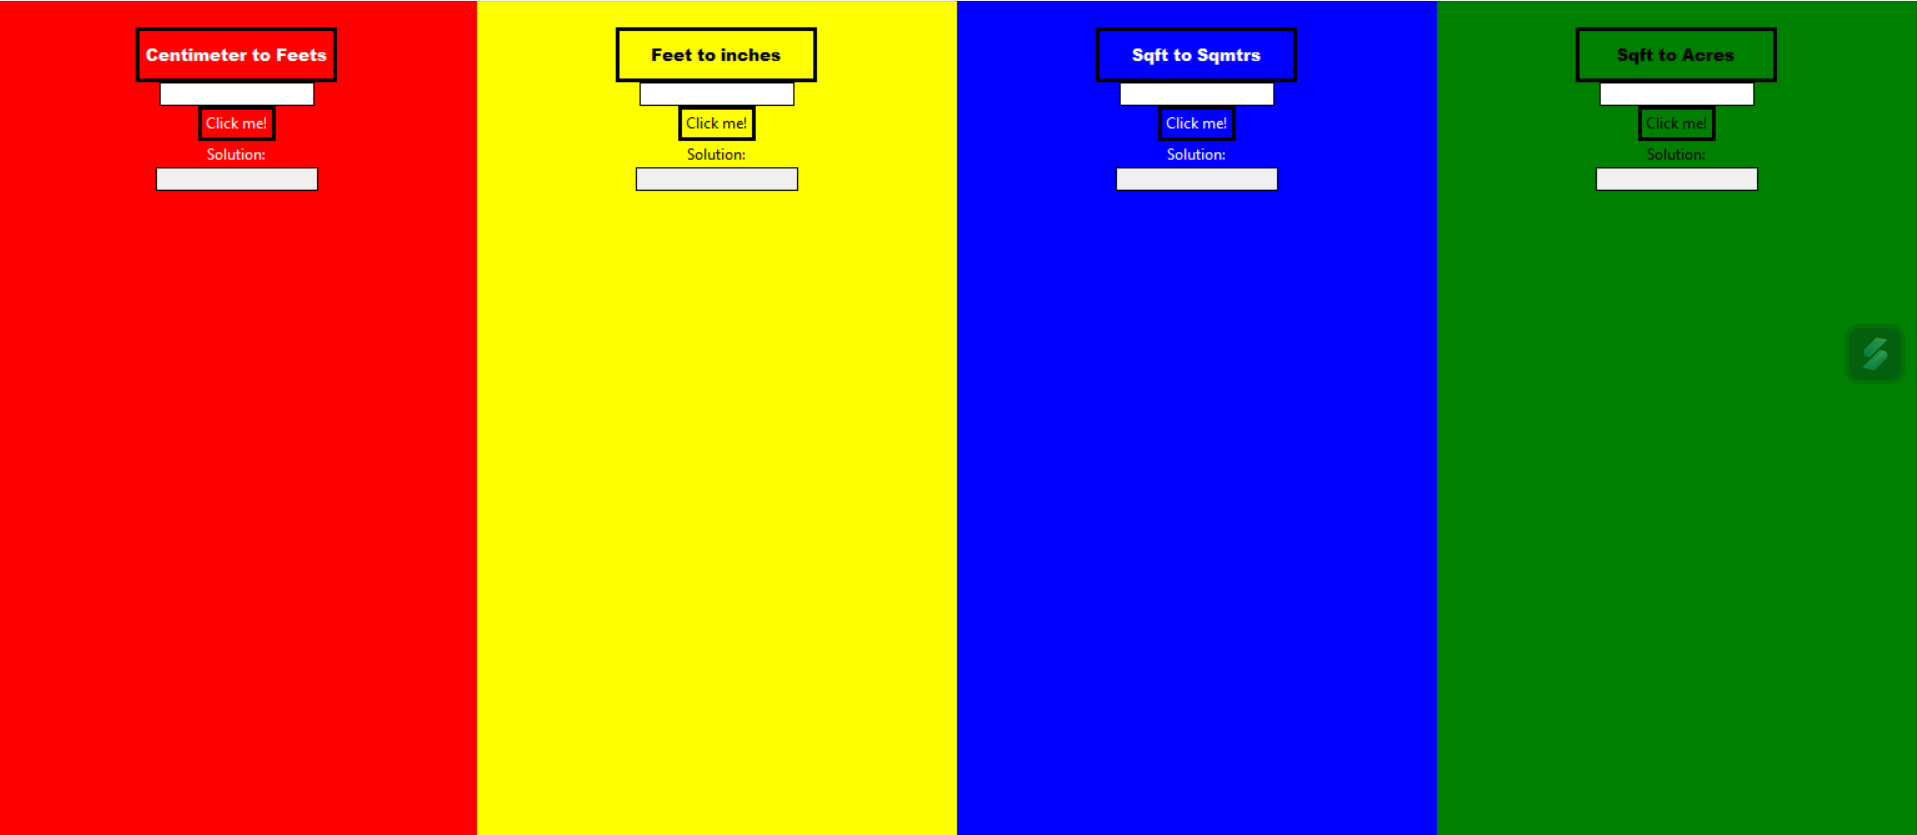 Centimeter to Feets
Click me!
Solution:
Feet to inches
Click me!
Solution:
Sqft to Sqmtrs
Click me!
Solution:
Sqft to Acres
Click me!
Solution: